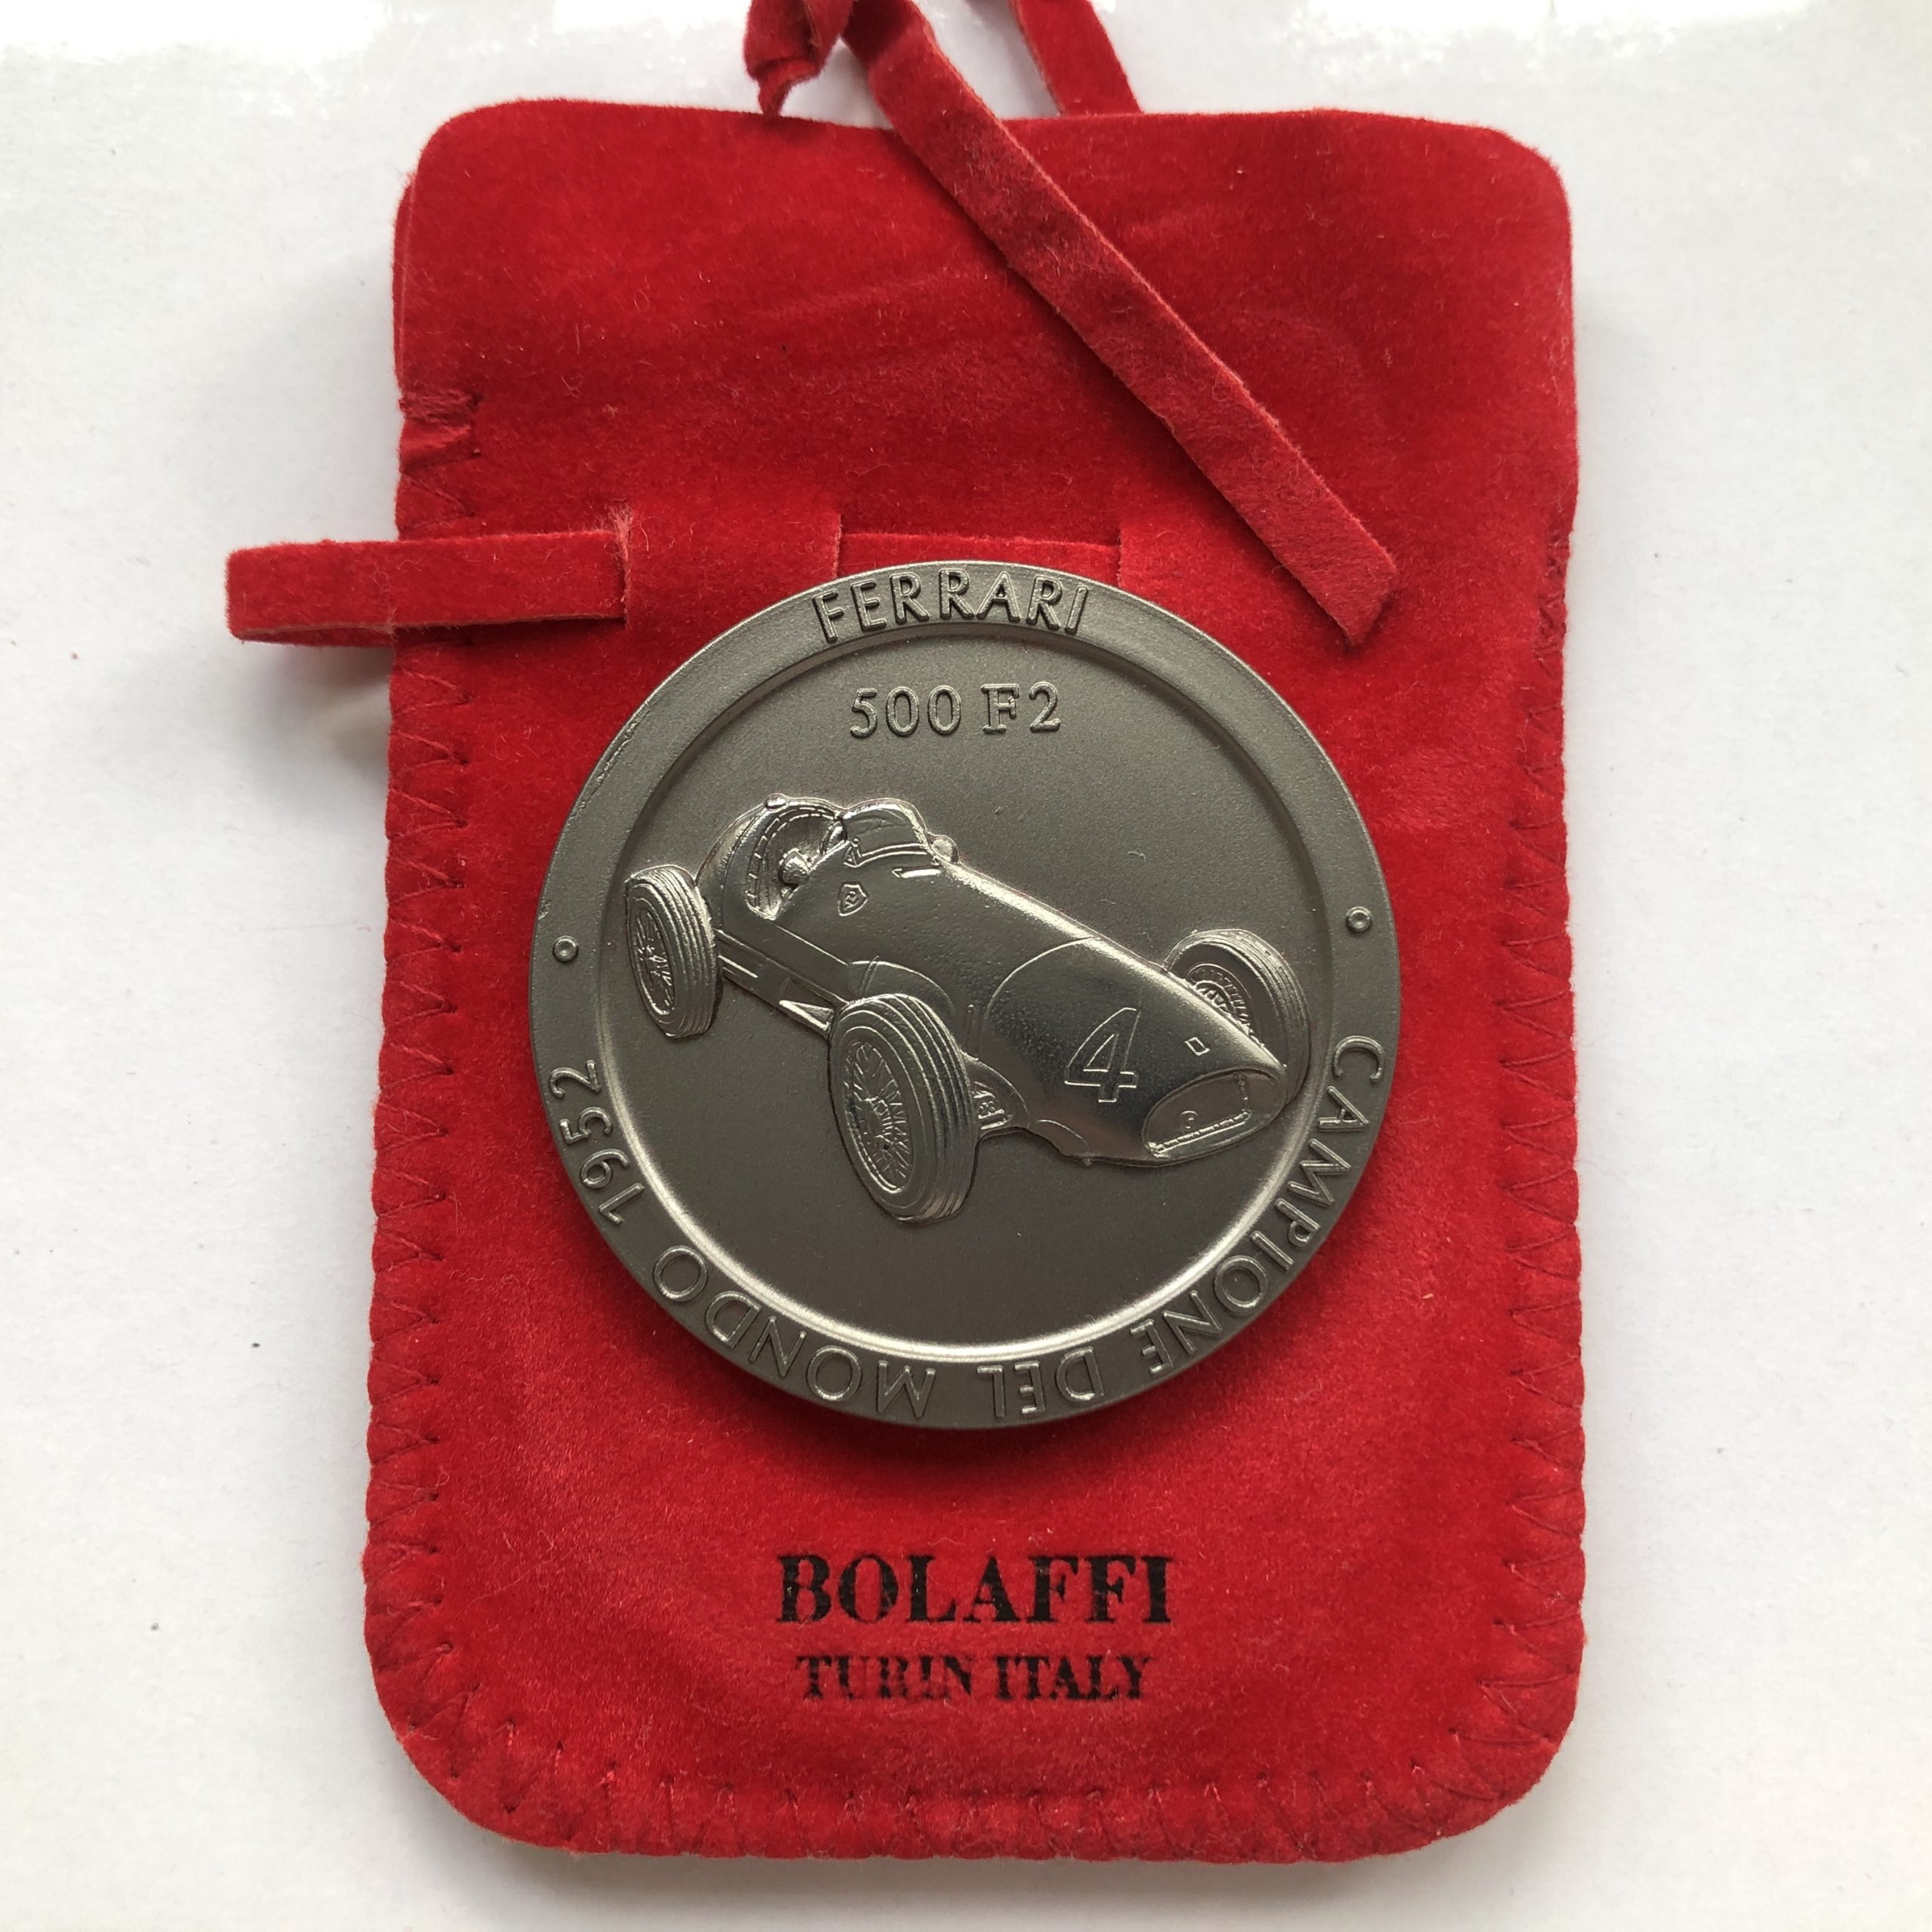 FERRARI
500 F2
4
CAMPIONE DEL MONDO 1952
BOLAFFI
TURIN ITALY